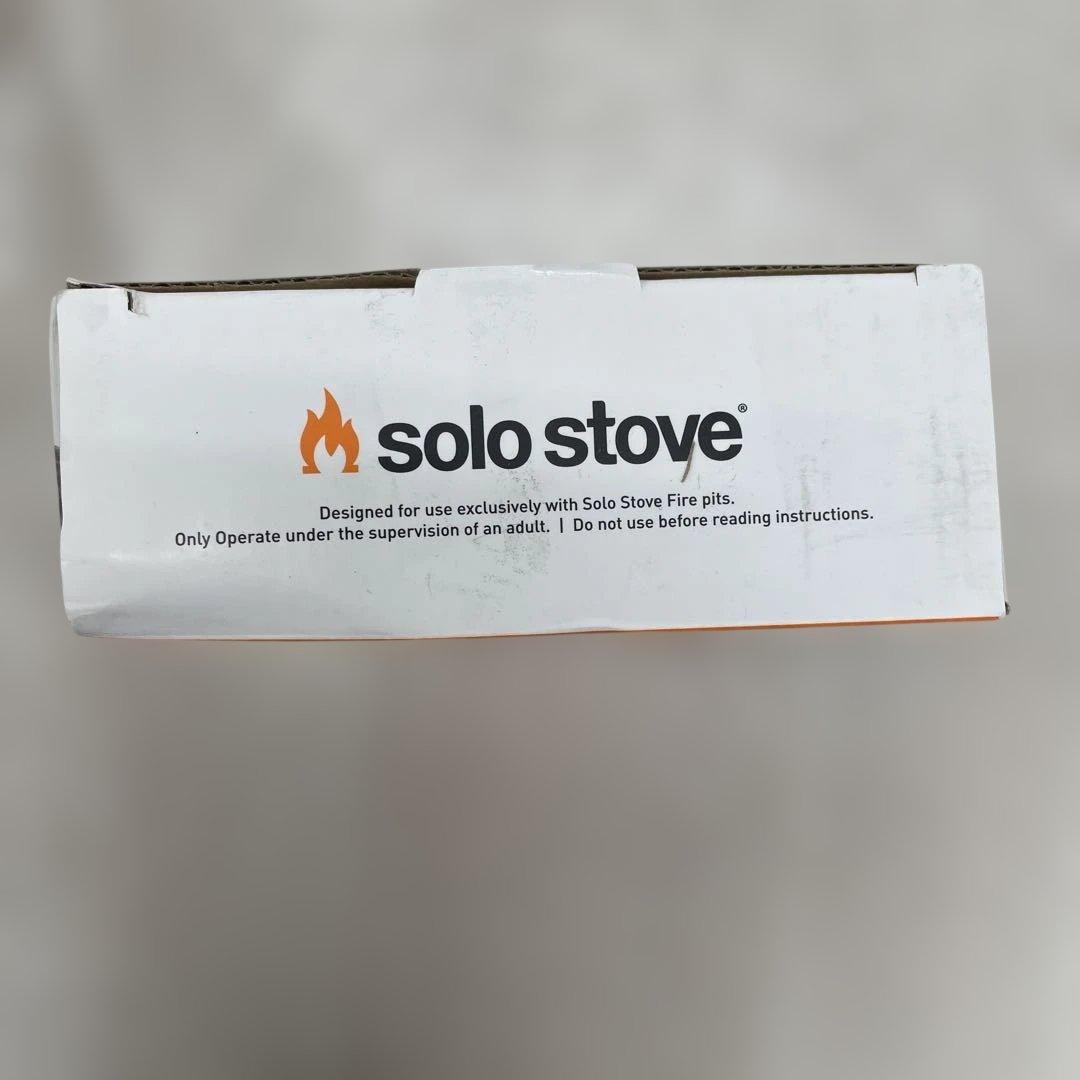 solo stove®
Designed for use exclusively with Solo Stove Fire pits.
Only Operate under the supervision of an adult. | Do not use before reading instructions.